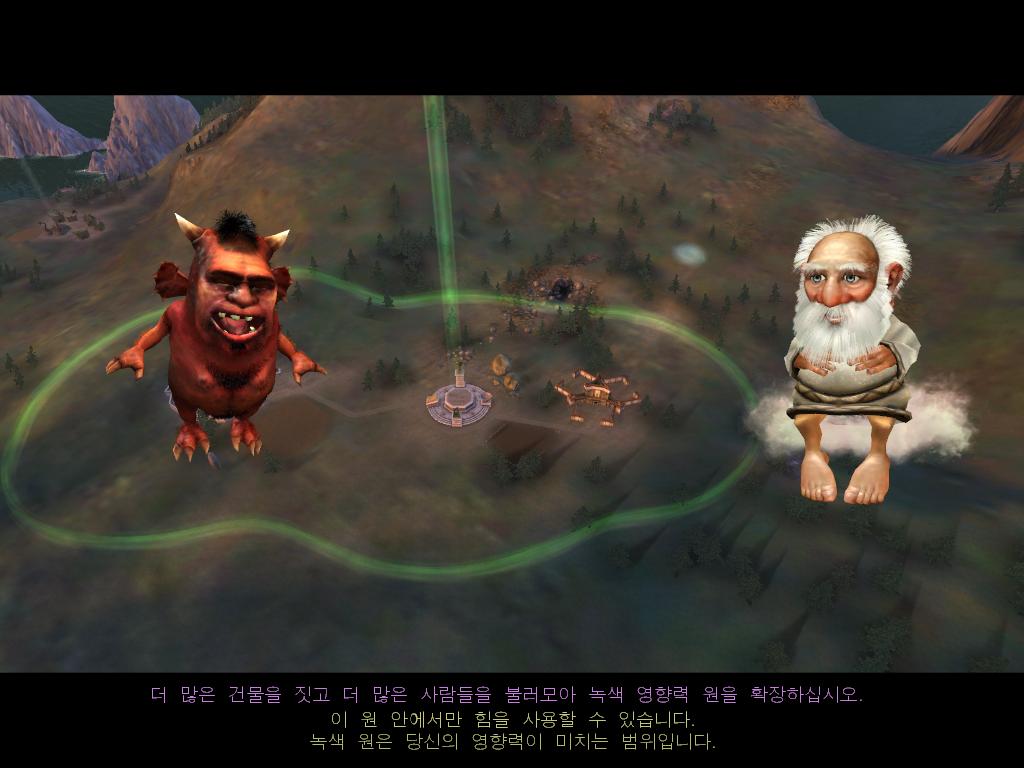 더 많은 건물을 짓고 더 많은 사람들을 불러모아 녹색 영향력 원을 확장하십시오.
이 원 안에서만 힘을 사용할 수 있습니다.
녹색 원은 당신의 영향력이 미치는 범위입니다.